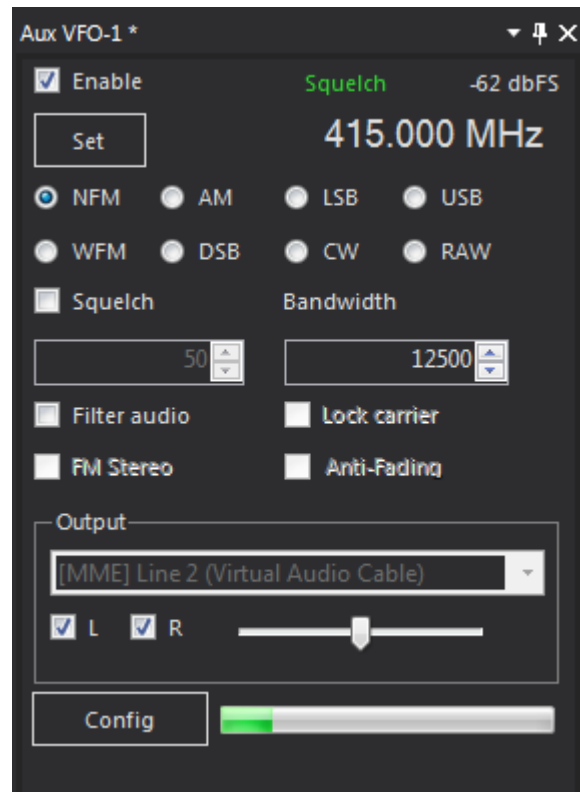 Aux VFO-1 *
Enable Squelch -62 dbFS
Set 415.000 MHz
NFM AM LSB USB
WFM DSB CW RAW
Squelch Bandwidth
50 12500
Filter audio Lock carrier
FM Stereo Anti-Fading
Output
[MME] Line 2 (Virtual Audio Cable)
L R
Config